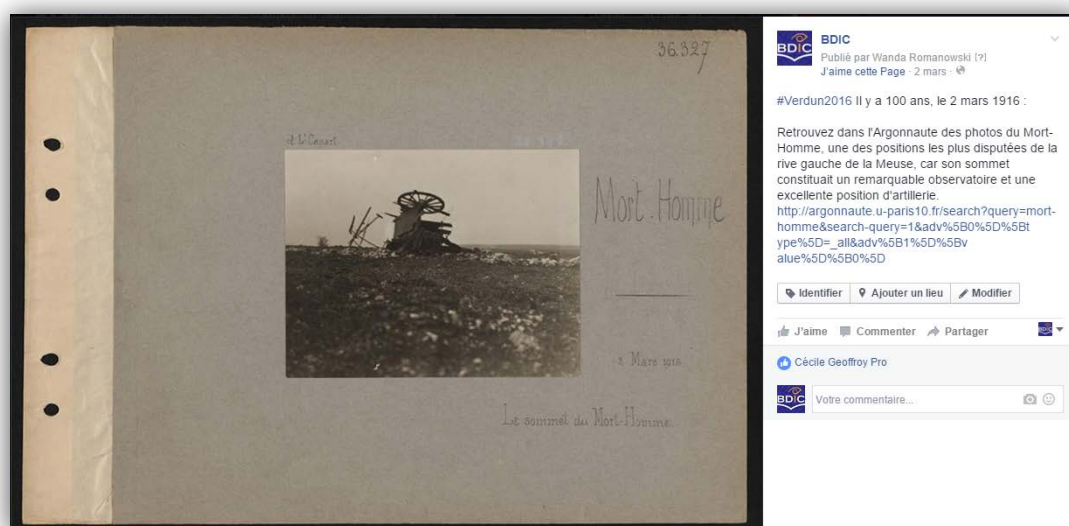 36.327
Mort-Homme
Mars 1916
Le sommet du Mort-Homme.
BDIC
BDIC
Publié par Wanda Romanowski [?]
J'aime cette Page · 2 mars ·
#Verdun2016 Il y a 100 ans, le 2 mars 1916 :
Retrouvez dans l'Argonnaute des photos du Mort-
Homme, une des positions les plus disputées de la
rive gauche de la Meuse, car son sommet
constituait un remarquable observatoire et une
excellente position d'artillerie.
http://argonnaute.u-paris10.fr/search?query=mort-
homme&search-query=1&adv%5B0%5D%5Bt
ype%5D=_all&adv%5B1%5D%5Bv
alue%5D%5B0%5D
Identifier Ajouter un lieu Modifier
J'aime Commenter Partager BDIC
Cécile Geoffroy Pro
BDIC
Votre commentaire...